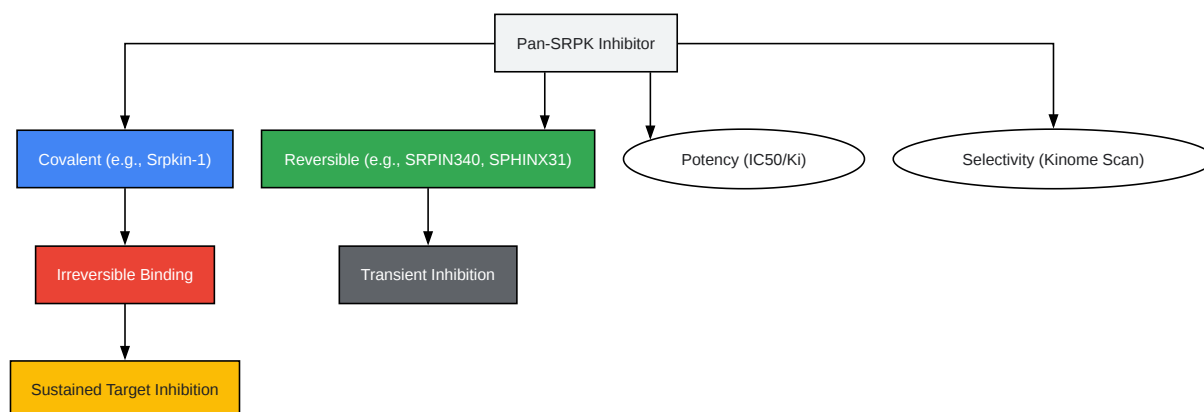 Pan-SRPK Inhibitor
Covalent (e.g., Srpkin-1)
Reversible (e.g., SRPIN340, SPHINX31)
Potency (IC50/Ki)
Selectivity (Kinome Scan)
Irreversible Binding
Transient Inhibition
Sustained Target Inhibition